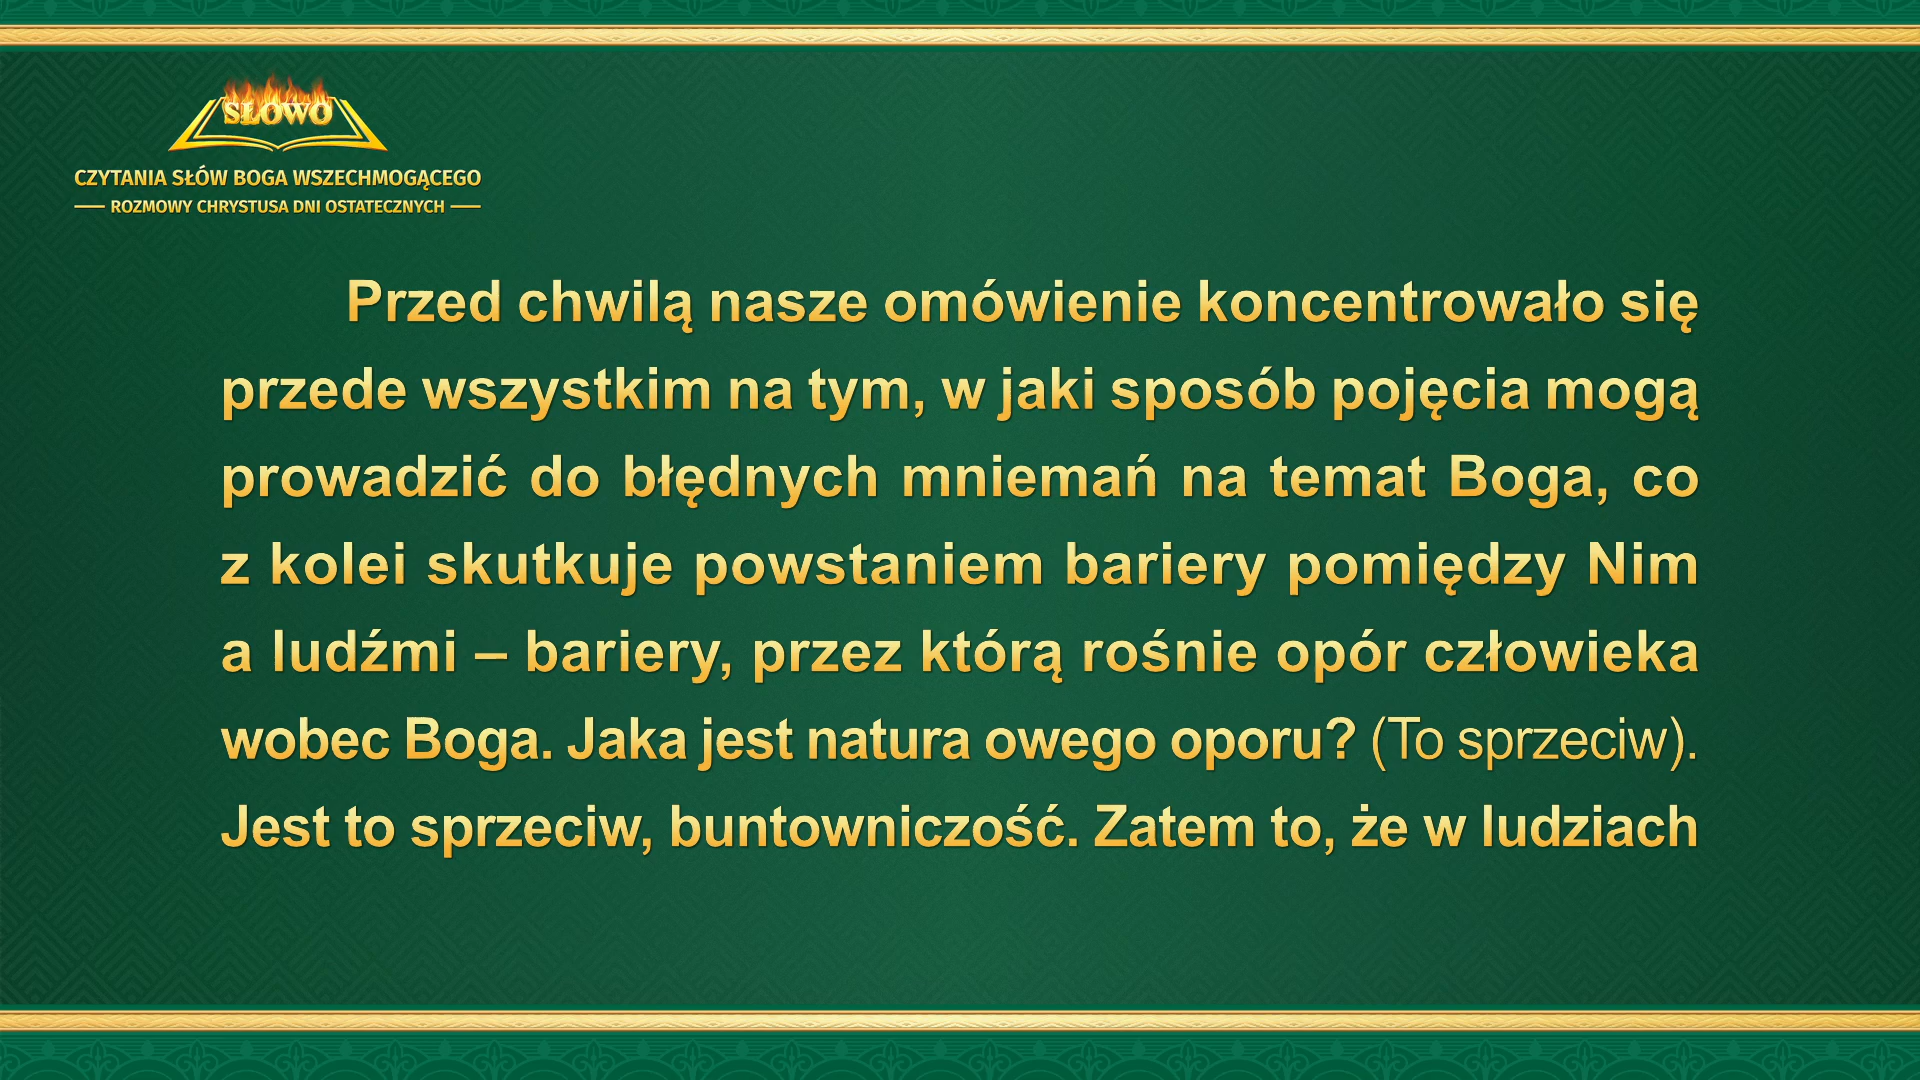 SŁOWO
CZYTANIA SŁÓW BOGA WSZECHMOGĄCEGO
ROZMOWY CHRYSTUSA DNI OSTATECZNYCH
Przed chwilą nasze omówienie koncentrowało się
przede wszystkim na tym, w jaki sposób pojęcia mogą
prowadzić do błędnych mniemań na temat Boga, co
z kolei skutkuje powstaniem bariery pomiędzy Nim
a ludźmi – bariery, przez którą rośnie opór człowieka
wobec Boga. Jaka jest natura owego oporu? (To sprzeciw).
Jest to sprzeciw, buntowniczość. Zatem to, że w ludziach